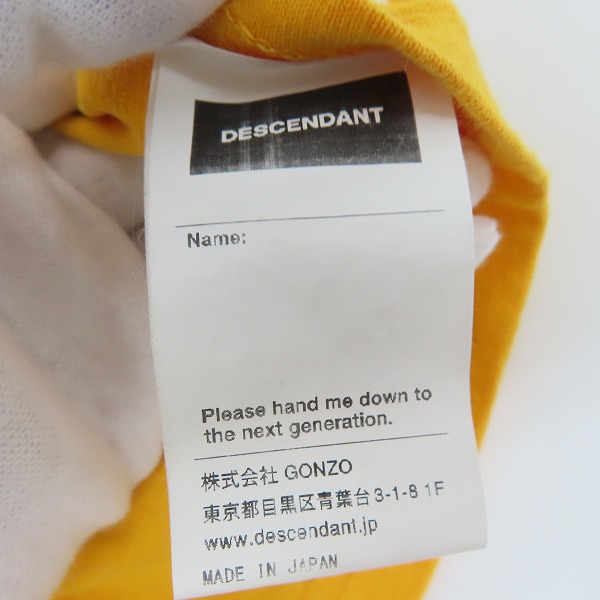 DESCENDANT
Name:
Please hand me down to
the next generation.
株式会社 GONZO
東京都目黒区青葉台3-1-8 1F
www.descendant.jp
MADE IN JAPAN